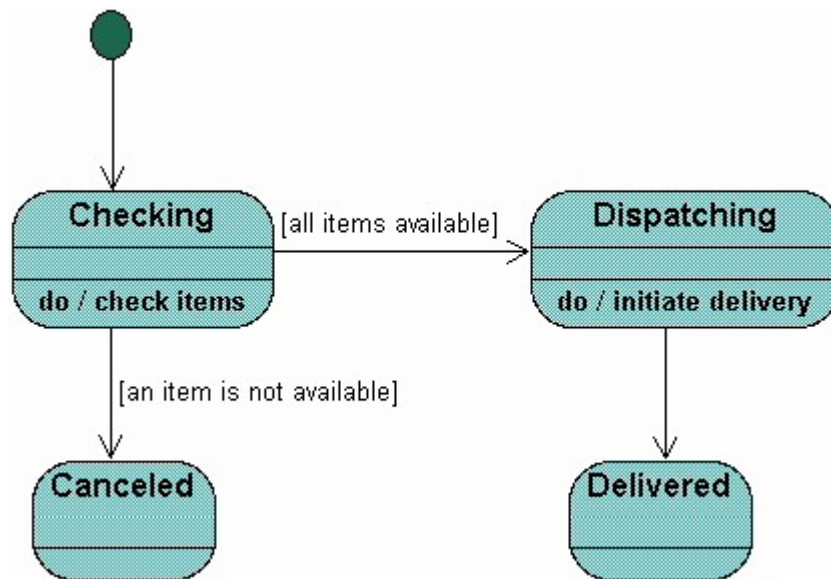 Checking
[all items available]
Dispatching
do / check items
do / initiate delivery
[an item is not available]
Canceled
Delivered